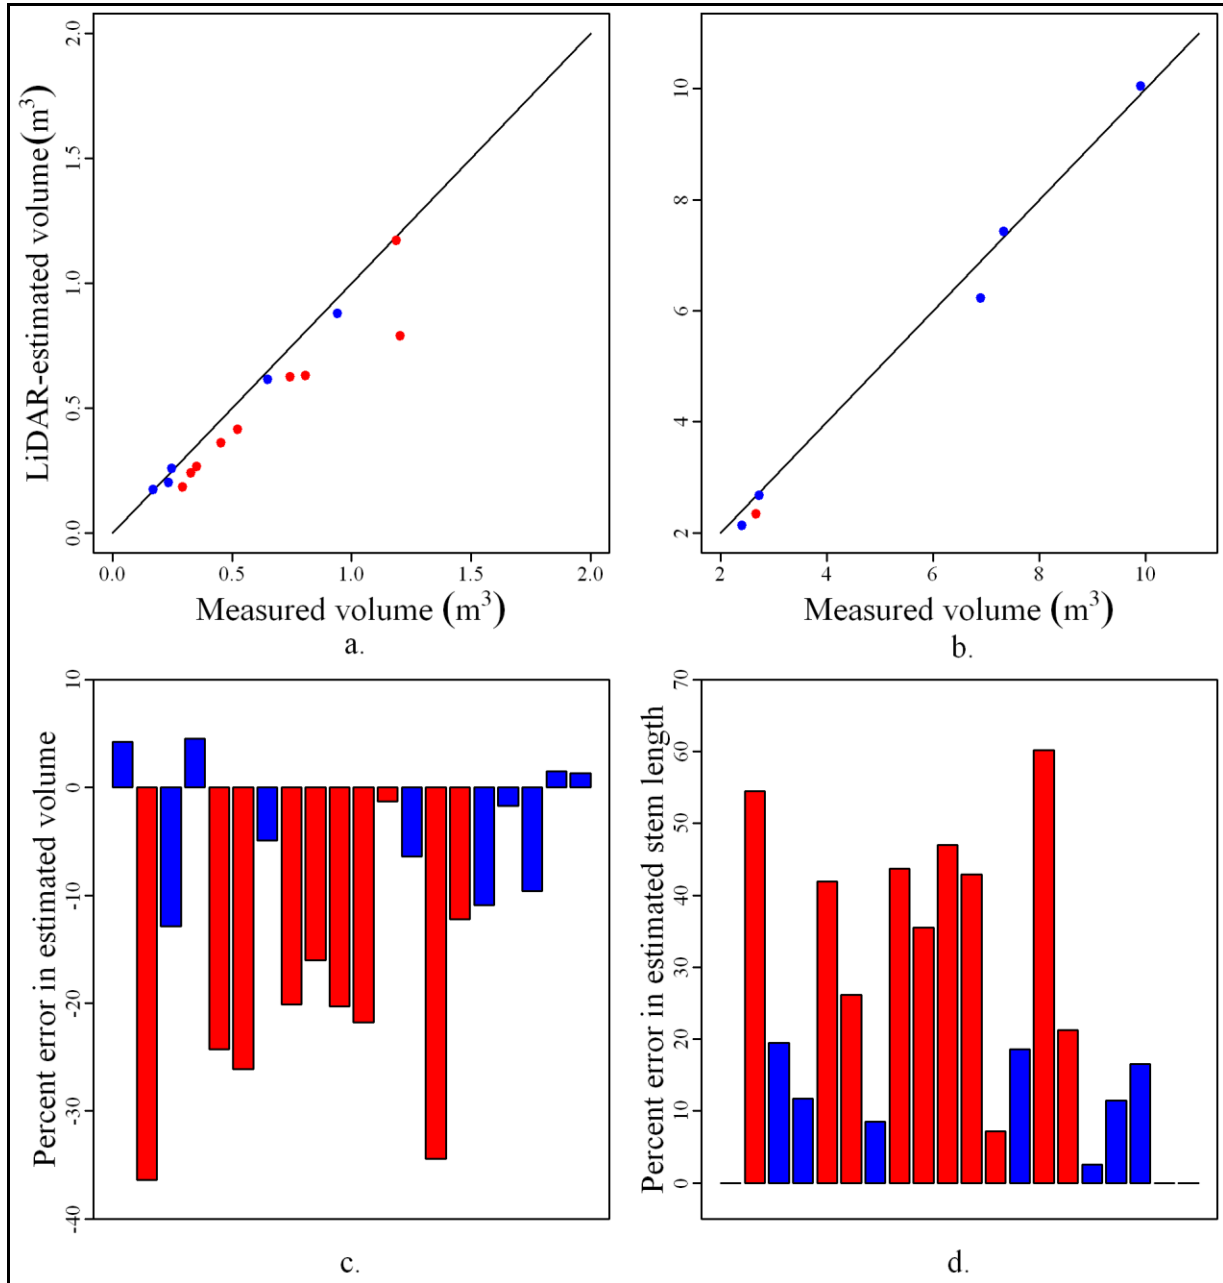 LiDAR-estimated volume(m³)
2.0
1.5
1.0
0.5
0.0
0.0 0.5 1.0 1.5 2.0
Measured volume (m³)
a.
10
8
6
4
2
2 4 6 8 10
Measured volume (m³)
b.
Percent error in estimated volume
10
0
-10
-20
-30
-40
c.
Percent error in estimated stem length
70
60
50
40
30
20
10
0
d.